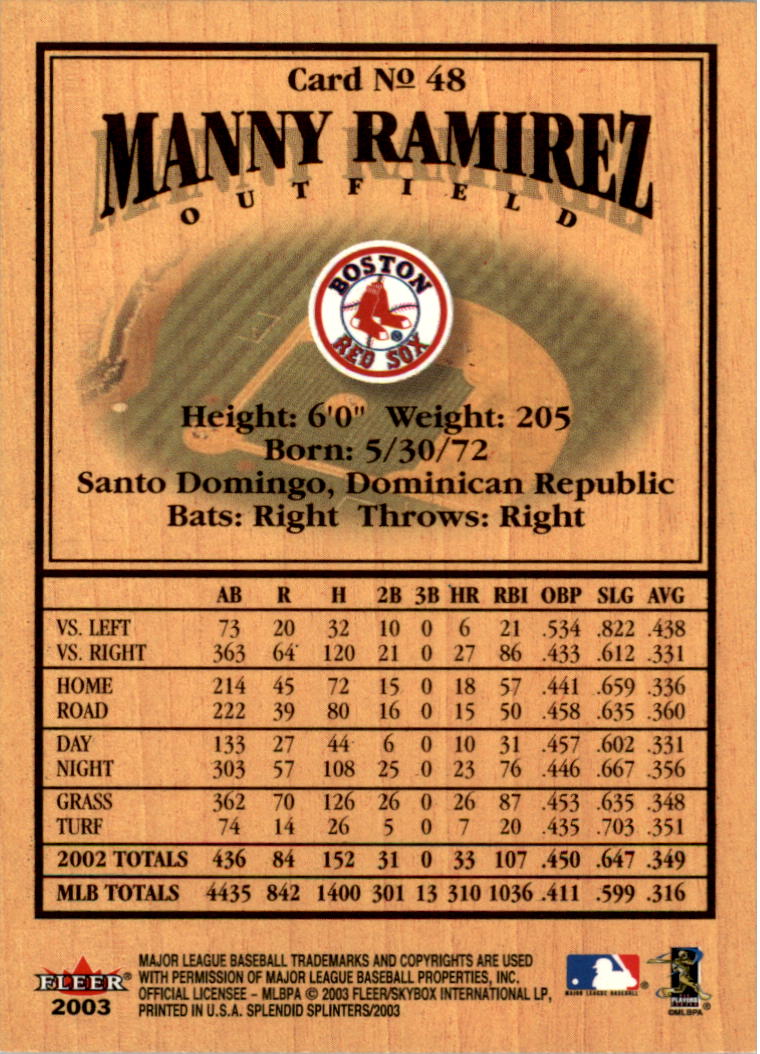 Card Nº 48
MANNY RAMIREZ
OUTFIELD
BOSTON
RED SOX
Height: 6'0" Weight: 205
Born: 5/30/72
Santo Domingo, Dominican Republic
Bats: Right Throws: Right
AB R H 2B 3B HR RBI OBP SLG AVG
VS. LEFT 73 20 32 10 0 6 21 .534 .822 .438
VS. RIGHT 363 64 120 21 0 27 86 .433 .612 .331
HOME 214 45 72 15 0 18 57 .441 .659 .336
ROAD 222 39 80 16 0 15 50 .458 .635 .360
DAY 133 27 44 6 0 10 31 .457 .602 .331
NIGHT 303 57 108 25 0 23 76 .446 .667 .356
GRASS 362 70 126 26 0 26 87 .453 .635 .348
TURF 74 14 26 5 0 7 20 .435 .703 .351
2002 TOTALS 436 84 152 31 0 33 107 .450 .647 .349
MLB TOTALS 4435 842 1400 301 13 310 1036 .411 .599 .316
FLEER®
2003
MAJOR LEAGUE BASEBALL TRADEMARKS AND COPYRIGHTS ARE USED
WITH PERMISSION OF MAJOR LEAGUE BASEBALL PROPERTIES, INC.
OFFICIAL LICENSEE – MLBPA © 2003 FLEER/SKYBOX INTERNATIONAL LP,
PRINTED IN U.S.A. SPLENDID SPLINTERS/2003
MAJOR LEAGUE BASEBALL®
PLAYERS
©MLBPA